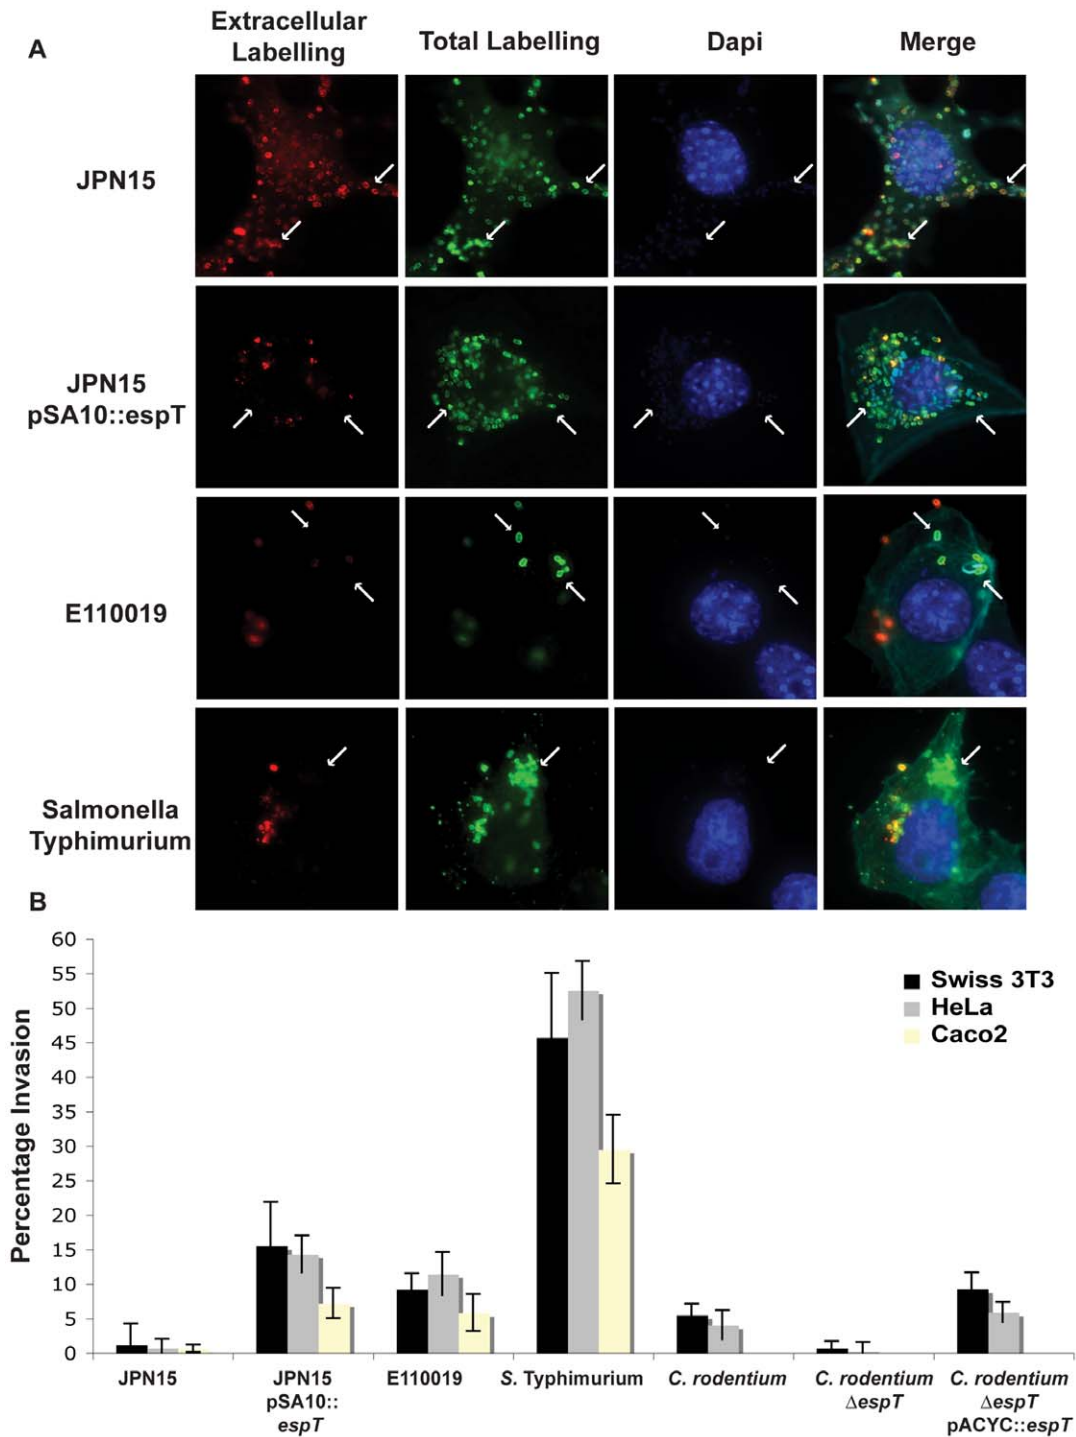 A
Extracellular
Labelling
Total Labelling
Dapi
Merge
JPN15
JPN15
pSA10::espT
E110019
Salmonella
Typhimurium
B
60
55
50
45
40
35
30
25
20
15
10
5
0
Percentage Invasion
Swiss 3T3
HeLa
Caco2
JPN15
JPN15
pSA10::
espT
E110019
S. Typhimurium
C. rodentium
C. rodentium
ΔespT
C. rodentium
ΔespT
pACYC::espT